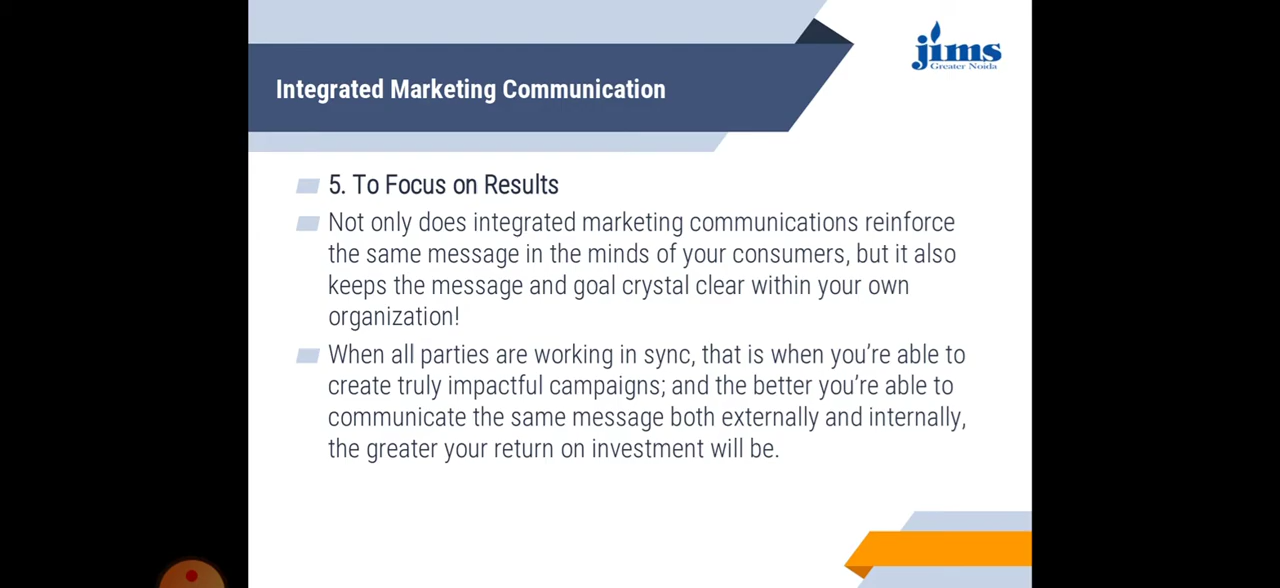 jims
Greater Noida
Integrated Marketing Communication
5. To Focus on Results
Not only does integrated marketing communications reinforce
the same message in the minds of your consumers, but it also
keeps the message and goal crystal clear within your own
organization!
When all parties are working in sync, that is when you’re able to
create truly impactful campaigns; and the better you’re able to
communicate the same message both externally and internally,
the greater your return on investment will be.